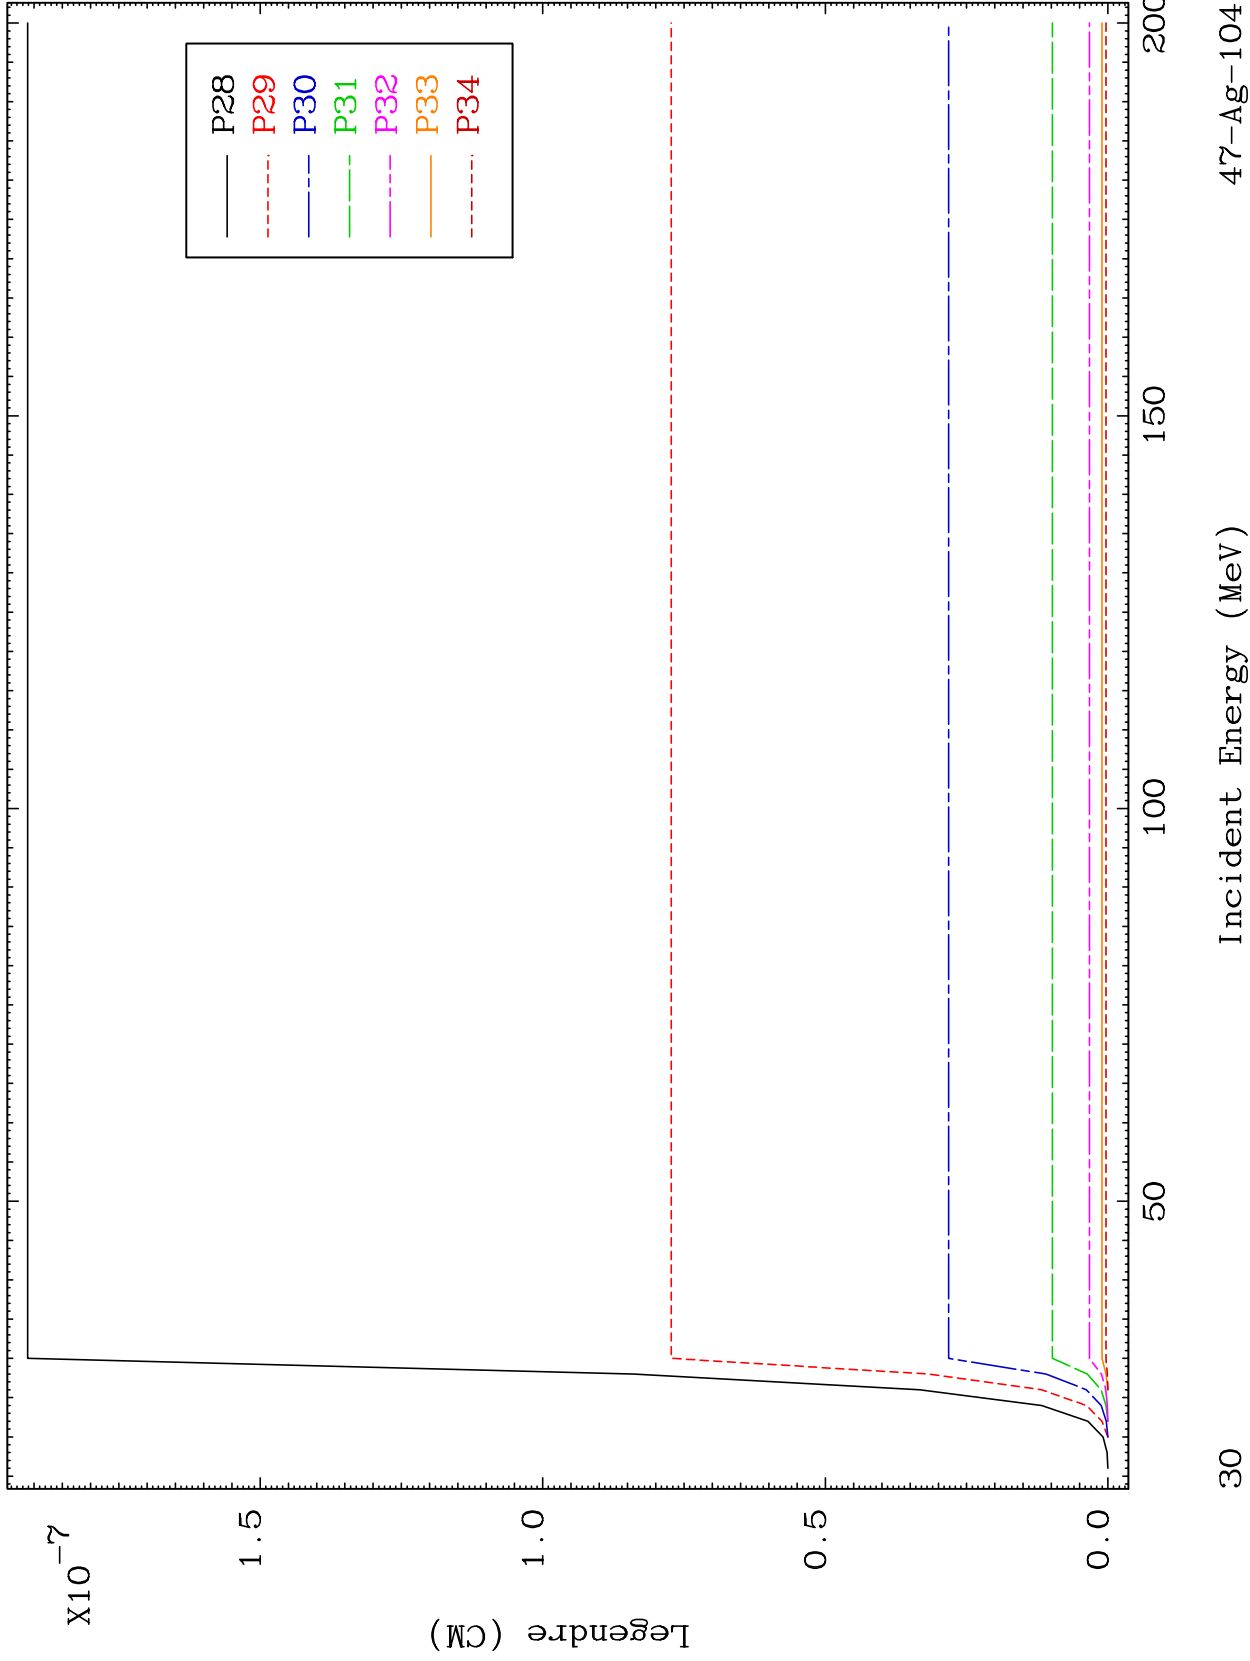 X10-7
1.5
1.0
0.5
0.0
Legendre (CM)
P28
P29
P30
P31
P32
P33
P34
50
100
150
200
30
Incident Energy (MeV)
47-Ag-104